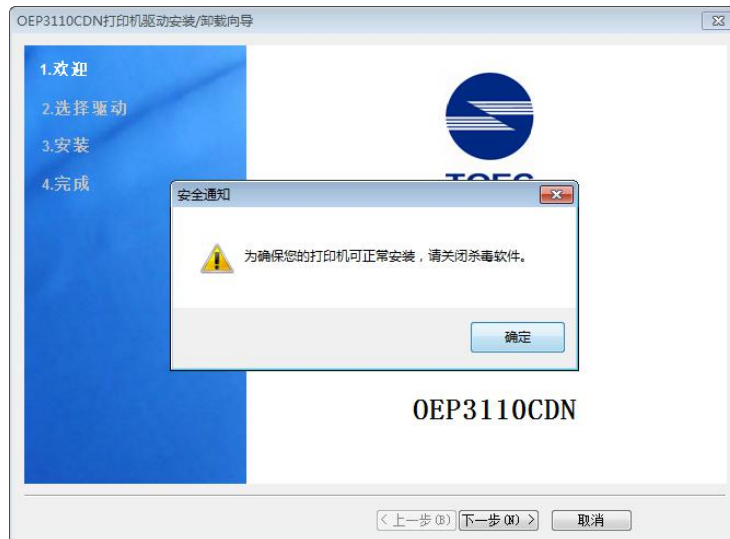 OEP3110CDN打印机驱动安装/卸载向导
1.欢迎
2.选择驱动
3.安装
4.完成
安全通知
为确保您的打印机可正常安装，请关闭杀毒软件。
确定
OEP3110CDN
<上一步(B)
下一步(N) >
取消